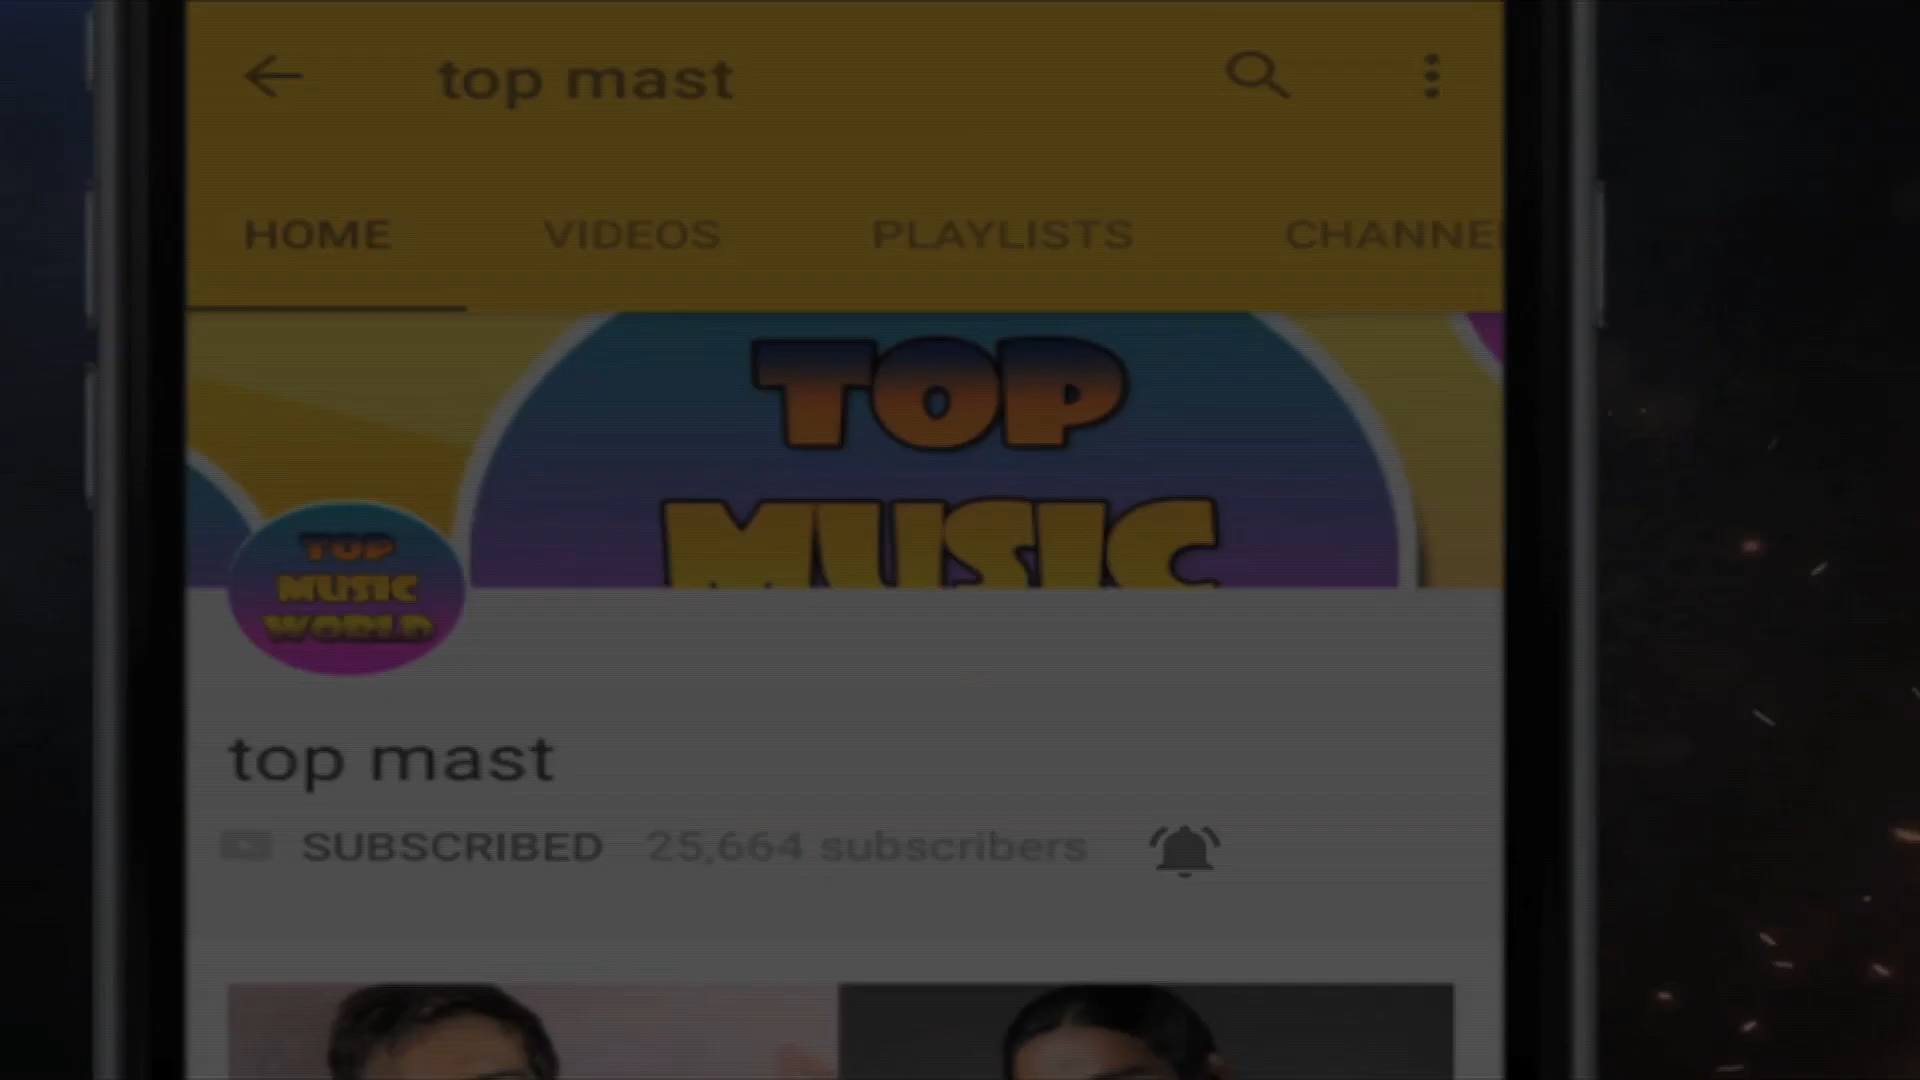 top mast
HOME VIDEOS PLAYLISTS CHANNE
TOP
MUSIC
TOP
MUSIC
WORLD
top mast
SUBSCRIBED 25,664 subscribers